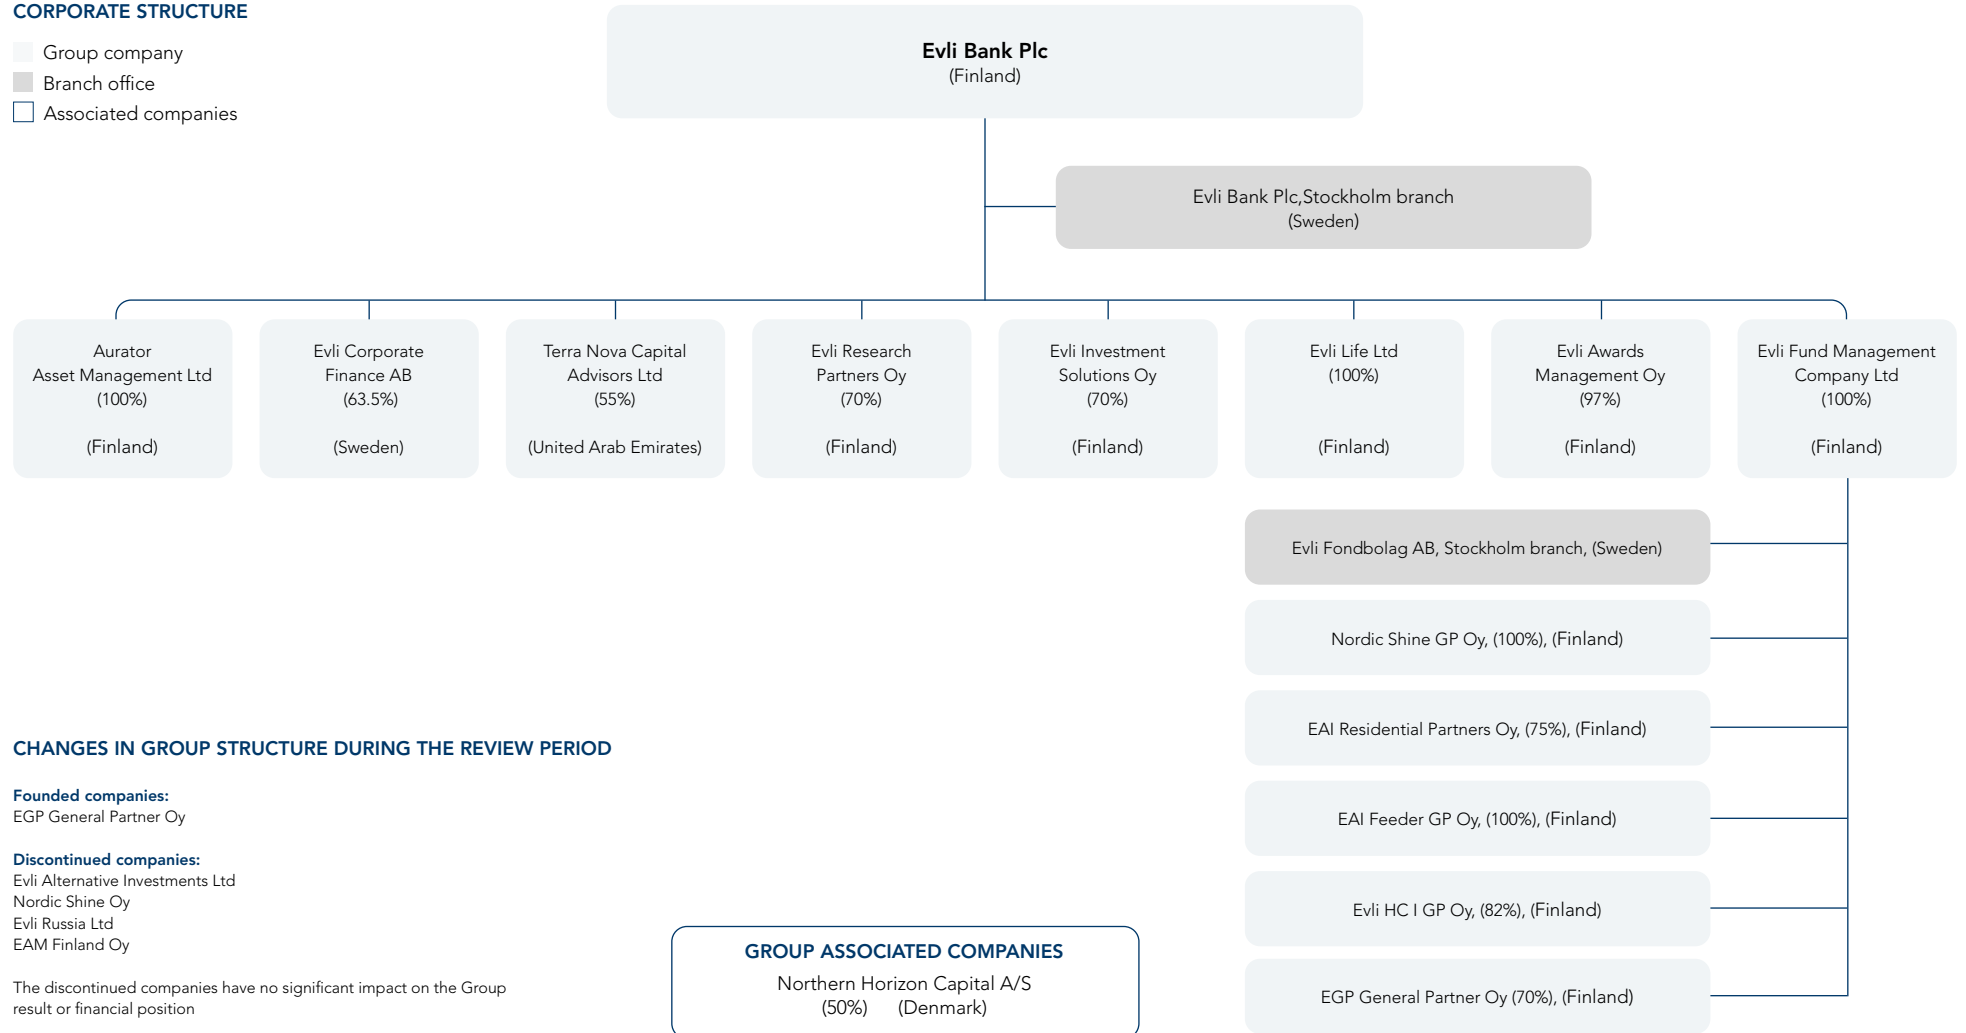 CORPORATE STRUCTURE
Group company
Branch office
Associated companies
Evli Bank Plc
(Finland)
Evli Bank Plc,Stockholm branch
(Sweden)
Aurator
Asset Management Ltd
(100%)
(Finland)
Evli Corporate
Finance AB
(63.5%)
(Sweden)
Terra Nova Capital
Advisors Ltd
(55%)
(United Arab Emirates)
Evli Research
Partners Oy
(70%)
(Finland)
Evli Investment
Solutions Oy
(70%)
(Finland)
Evli Life Ltd
(100%)
(Finland)
Evli Awards
Management Oy
(97%)
(Finland)
Evli Fund Management
Company Ltd
(100%)
(Finland)
Evli Fondbolag AB, Stockholm branch, (Sweden)
Nordic Shine GP Oy, (100%), (Finland)
EAI Residential Partners Oy, (75%), (Finland)
EAI Feeder GP Oy, (100%), (Finland)
Evli HC I GP Oy, (82%), (Finland)
EGP General Partner Oy (70%), (Finland)
CHANGES IN GROUP STRUCTURE DURING THE REVIEW PERIOD
Founded companies:
EGP General Partner Oy
Discontinued companies:
Evli Alternative Investments Ltd
Nordic Shine Oy
Evli Russia Ltd
EAM Finland Oy
The discontinued companies have no significant impact on the Group
result or financial position
GROUP ASSOCIATED COMPANIES
Northern Horizon Capital A/S
(50%) (Denmark)